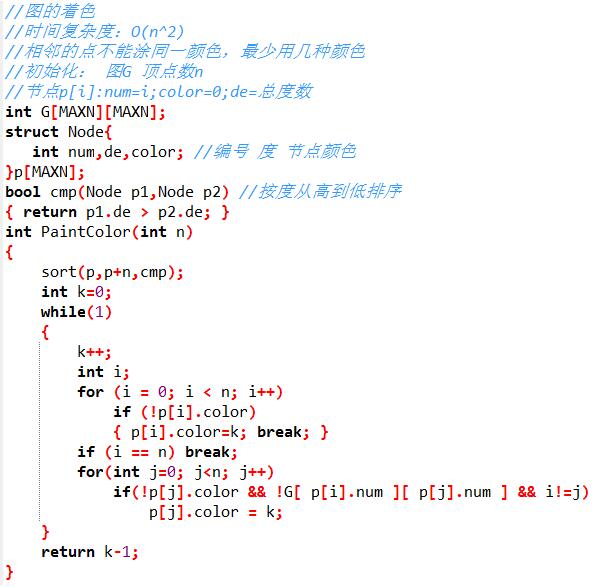 //图的着色
//时间复杂度：O(n^2)
//相邻的点不能涂同一颜色，最少用几种颜色
//初始化： 图G 顶点数n
//节点p[i]:num=i;color=0;de=总度数
int G[MAXN][MAXN];
struct Node{
   int num,de,color; //编号 度 节点颜色
}p[MAXN];
bool cmp(Node p1,Node p2) //按度从高到低排序
{ return p1.de > p2.de; }
int PaintColor(int n)
{
    sort(p,p+n,cmp);
    int k=0;
    while(1)
    {
        k++;
        int i;
        for (i = 0; i < n; i++)
            if (!p[i].color)
            { p[i].color=k; break; }
        if (i == n) break;
        for(int j=0; j<n; j++)
            if(!p[j].color && !G[ p[i].num ][ p[j].num ] && i!=j)
                p[j].color = k;
    }
    return k-1;
}